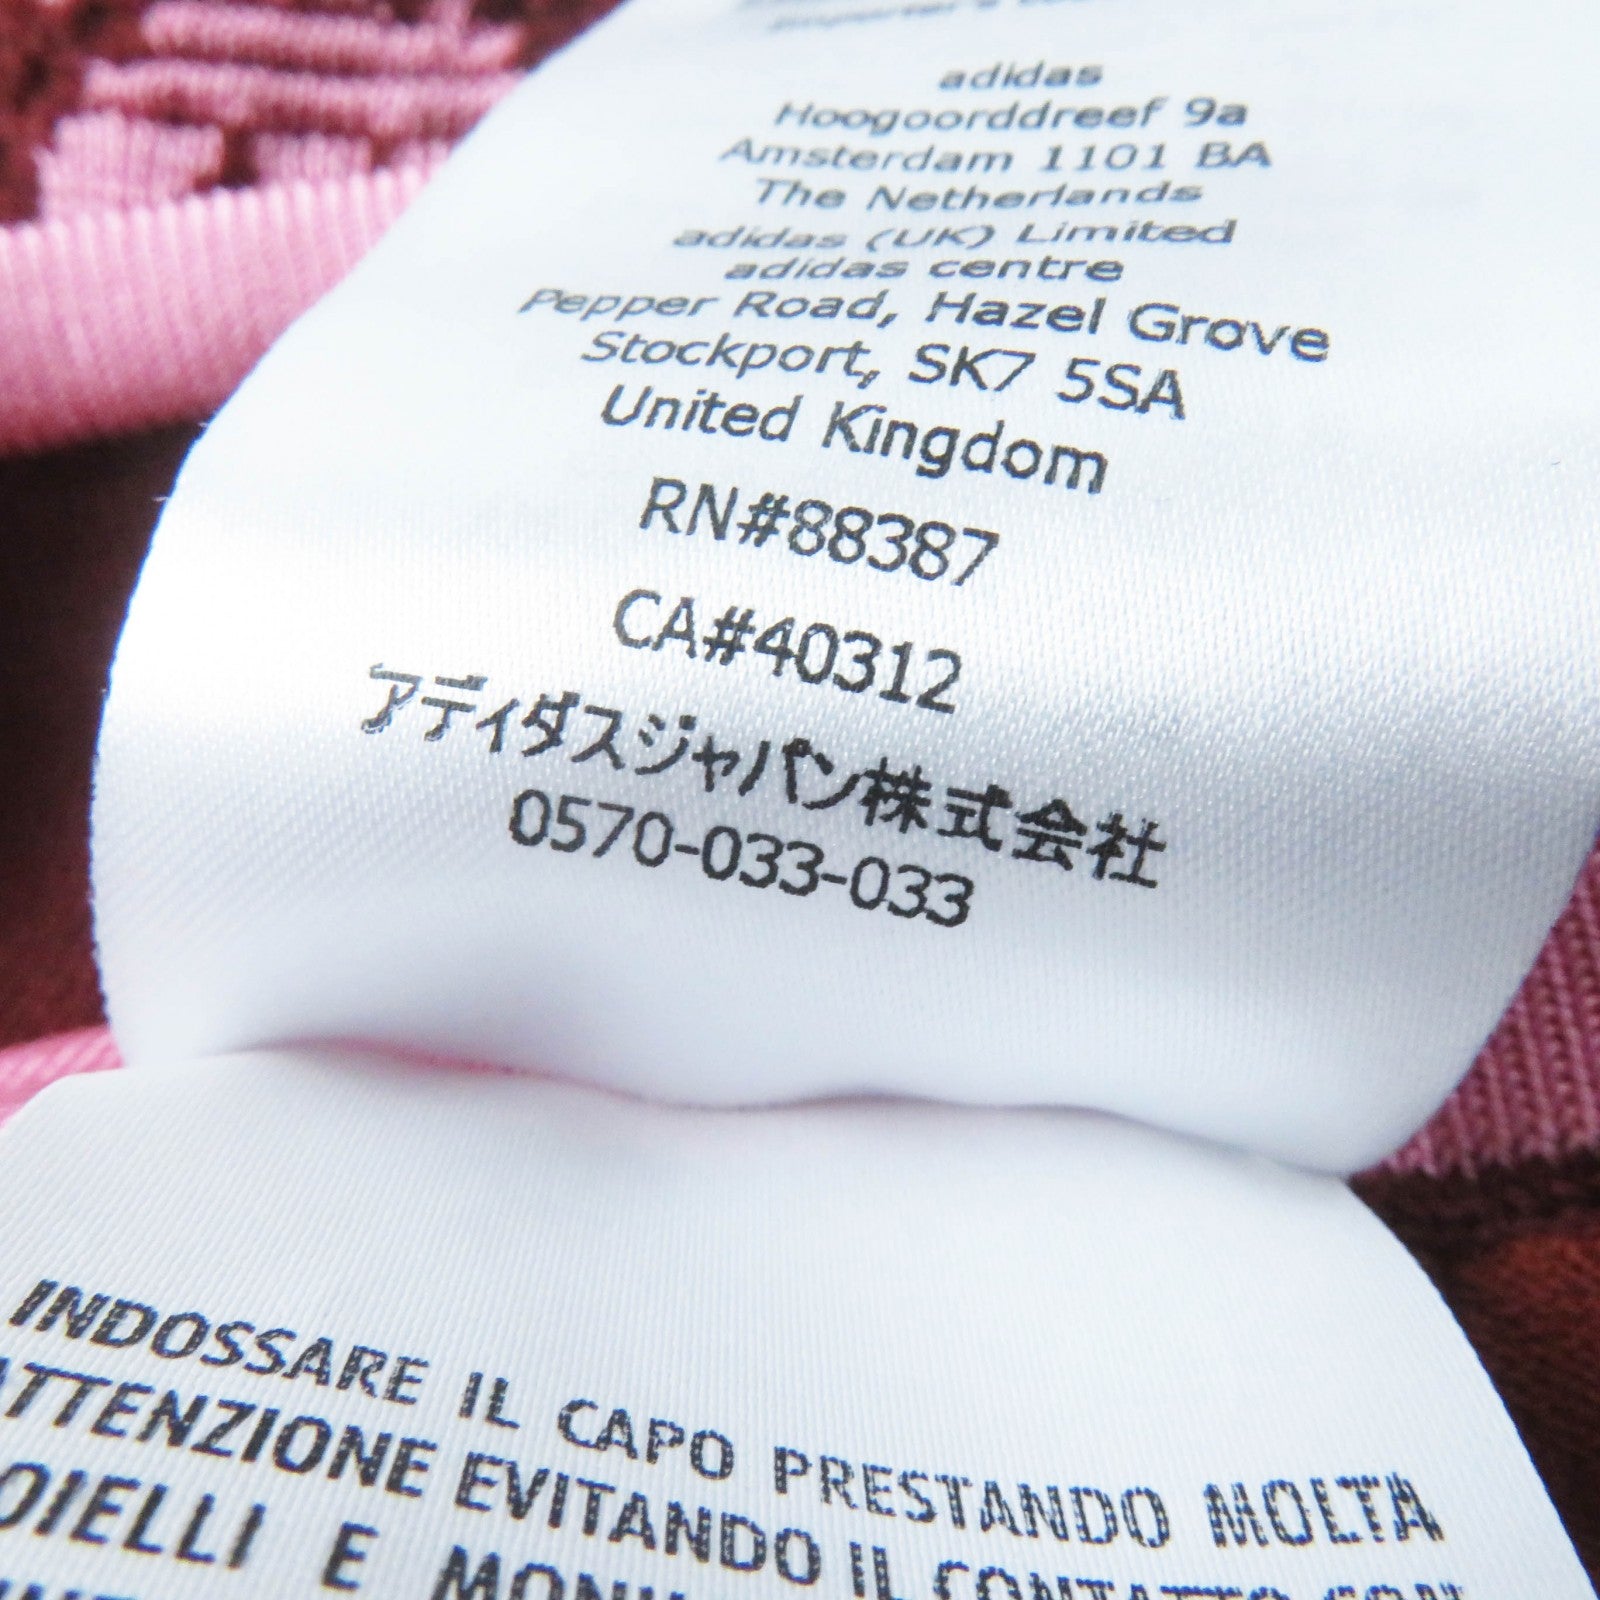 adidas
Hoogoorddreef 9a
Amsterdam 1101 BA
The Netherlands
adidas (UK) Limited
adidas centre
Pepper Road, Hazel Grove
Stockport, SK7 5SA
United Kingdom
RN#88387
CA#40312
アディダスジャパン株式会社
0570-033-033
INDOSSARE IL CAPO PRESTANDO MOLTA
ATTENZIONE EVITANDO IL
E